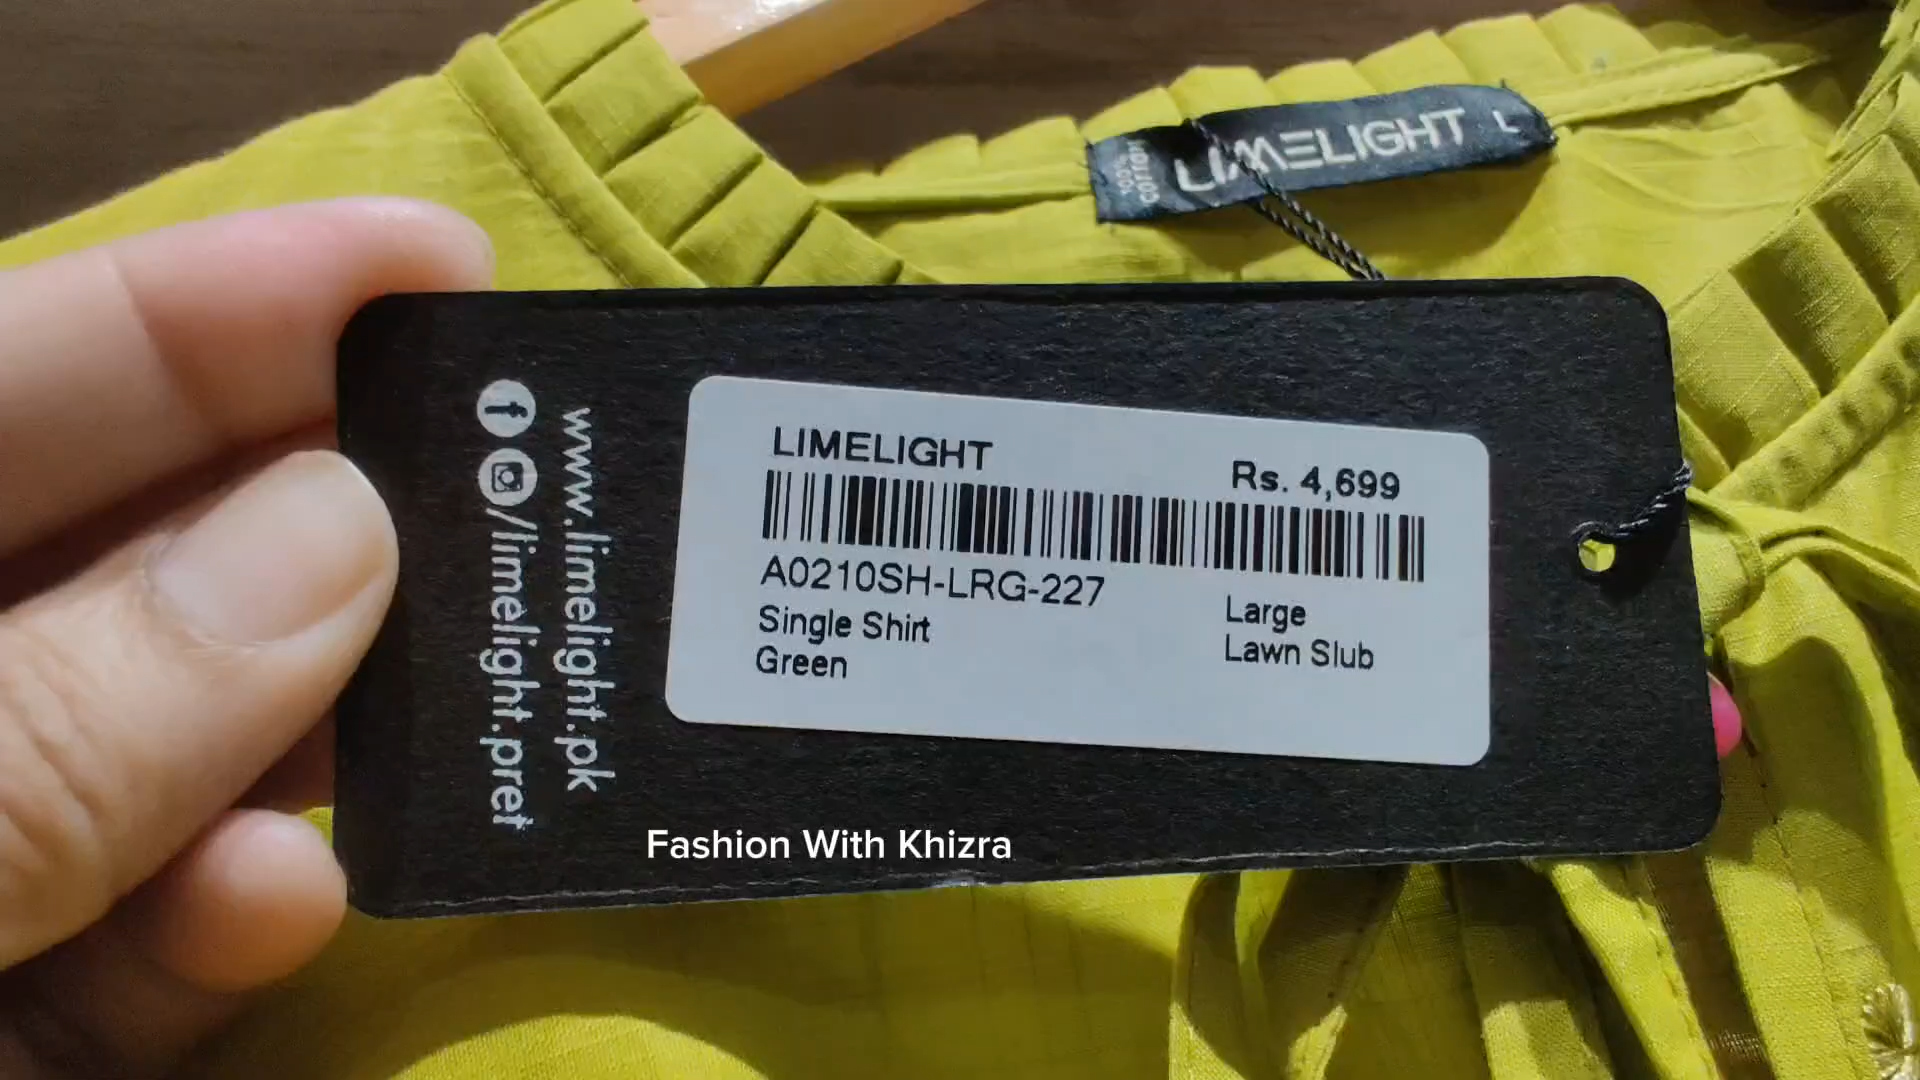 100%
COTTON
LIMELIGHT L
www.limelight.pk
/limelight.pret
LIMELIGHT
Rs. 4,699
A0210SH-LRG-227
Large
Single Shirt
Lawn Slub
Green
Fashion With Khizra